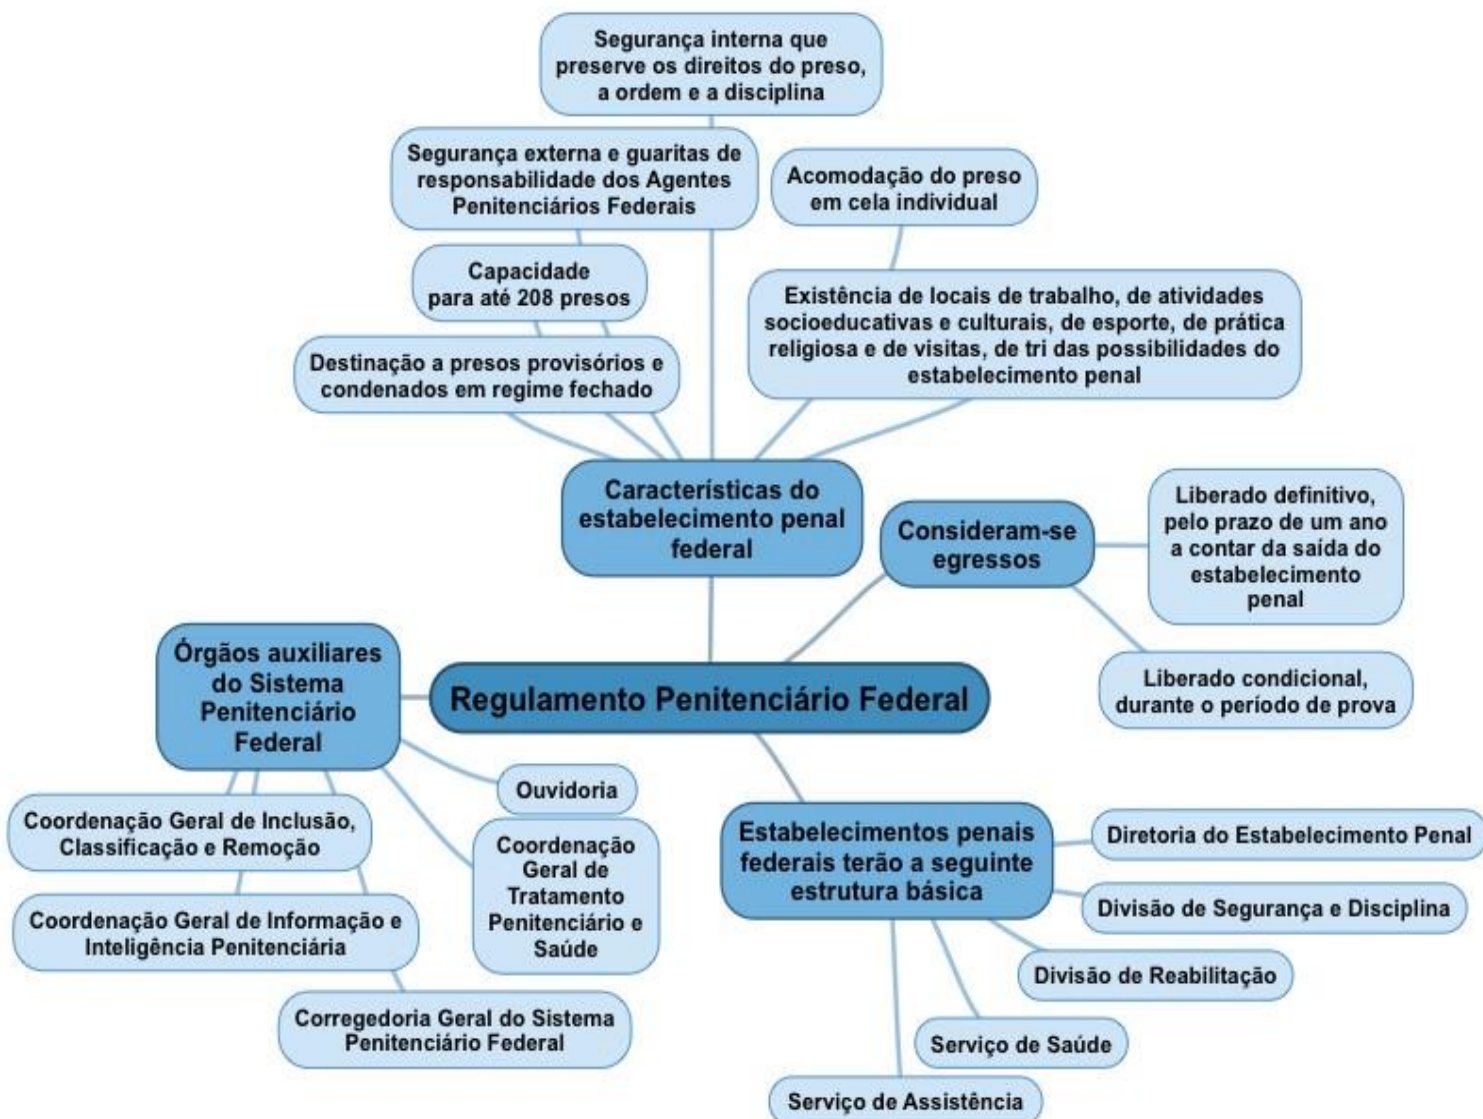 Segurança interna que
preserve os direitos do preso,
a ordem e a disciplina
Segurança externa e guaritas de
responsabilidade dos Agentes
Penitenciários Federais
Acomodação do preso
em cela individual
Capacidade
para até 208 presos
Existência de locais de trabalho, de atividades
socioeducativas e culturais, de esporte, de prática
religiosa e de visitas, de tri das possibilidades do
estabelecimento penal
Destinação a presos provisórios e
condenados em regime fechado
Características do
estabelecimento penal
federal
Consideram-se
egressos
Liberado definitivo,
pelo prazo de um ano
a contar da saída do
estabelecimento
penal
Liberado condicional,
durante o período de prova
Órgãos auxiliares
do Sistema
Penitenciário
Federal
Regulamento Penitenciário Federal
Ouvidoria
Coordenação Geral de Inclusão,
Classificação e Remoção
Coordenação
Geral de
Tratamento
Penitenciário e
Saúde
Coordenação Geral de Informação e
Inteligência Penitenciária
Corregedoria Geral do Sistema
Penitenciário Federal
Estabelecimentos penais
federais terão a seguinte
estrutura básica
Diretoria do Estabelecimento Penal
Divisão de Segurança e Disciplina
Divisão de Reabilitação
Serviço de Saúde
Serviço de Assistência